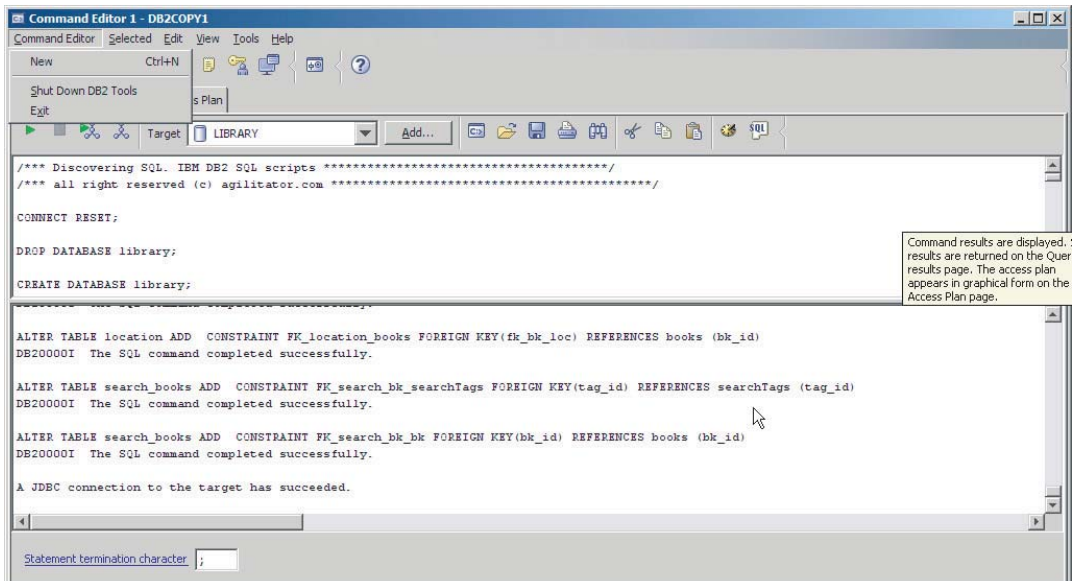 Command Editor 1 - DB2COPY1
Command Editor Selected Edit View Tools Help
New Ctrl+N
Shut Down DB2 Tools
Exit
s Plan
Target LIBRARY Add... SQL
/*** Discovering SQL. IBM DB2 SQL scripts ***************************************/
/*** all right reserved (c) agilitator.com ********************************************/
CONNECT RESET;
DROP DATABASE library;
CREATE DATABASE library;
Command results are displayed.
results are returned on the Quer
results page. The access plan
appears in graphical form on the
Access Plan page.
The SQL command completed successfully.
ALTER TABLE location ADD CONSTRAINT FK_location_books FOREIGN KEY(fk_bk_loc) REFERENCES books (bk_id)
DB20000I The SQL command completed successfully.
ALTER TABLE search_books ADD CONSTRAINT FK_search_bk_searchTags FOREIGN KEY(tag_id) REFERENCES searchTags (tag_id)
DB20000I The SQL command completed successfully.
ALTER TABLE search_books ADD CONSTRAINT FK_search_bk_bk FOREIGN KEY(bk_id) REFERENCES books (bk_id)
DB20000I The SQL command completed successfully.
A JDBC connection to the target has succeeded.
Statement termination character ;